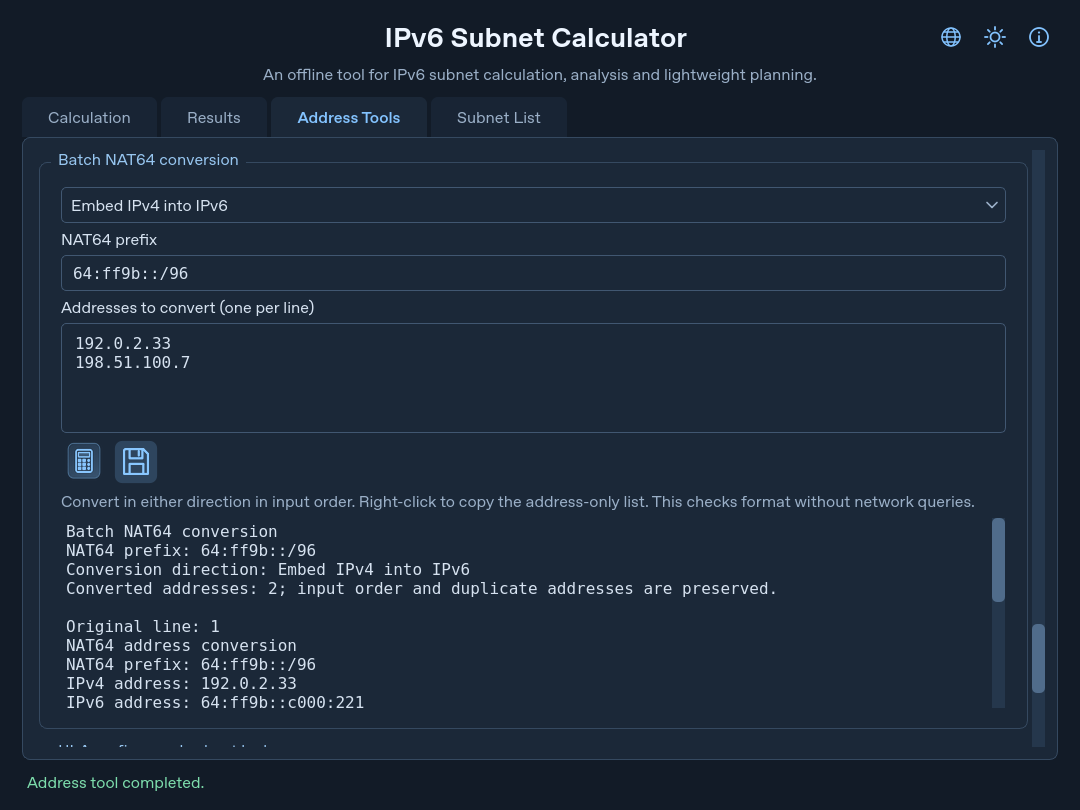 IPv6 Subnet Calculator
An offline tool for IPv6 subnet calculation, analysis and lightweight planning.
Calculation
Results
Address Tools
Subnet List
Batch NAT64 conversion
Embed IPv4 into IPv6
NAT64 prefix
64:ff9b::/96
Addresses to convert (one per line)
192.0.2.33
198.51.100.7
Convert in either direction in input order. Right-click to copy the address-only list. This checks format without network queries.
Batch NAT64 conversion
NAT64 prefix: 64:ff9b::/96
Conversion direction: Embed IPv4 into IPv6
Converted addresses: 2; input order and duplicate addresses are preserved.
Original line: 1
NAT64 address conversion
NAT64 prefix: 64:ff9b::/96
IPv4 address: 192.0.2.33
IPv6 address: 64:ff9b::c000:221
Address tool completed.